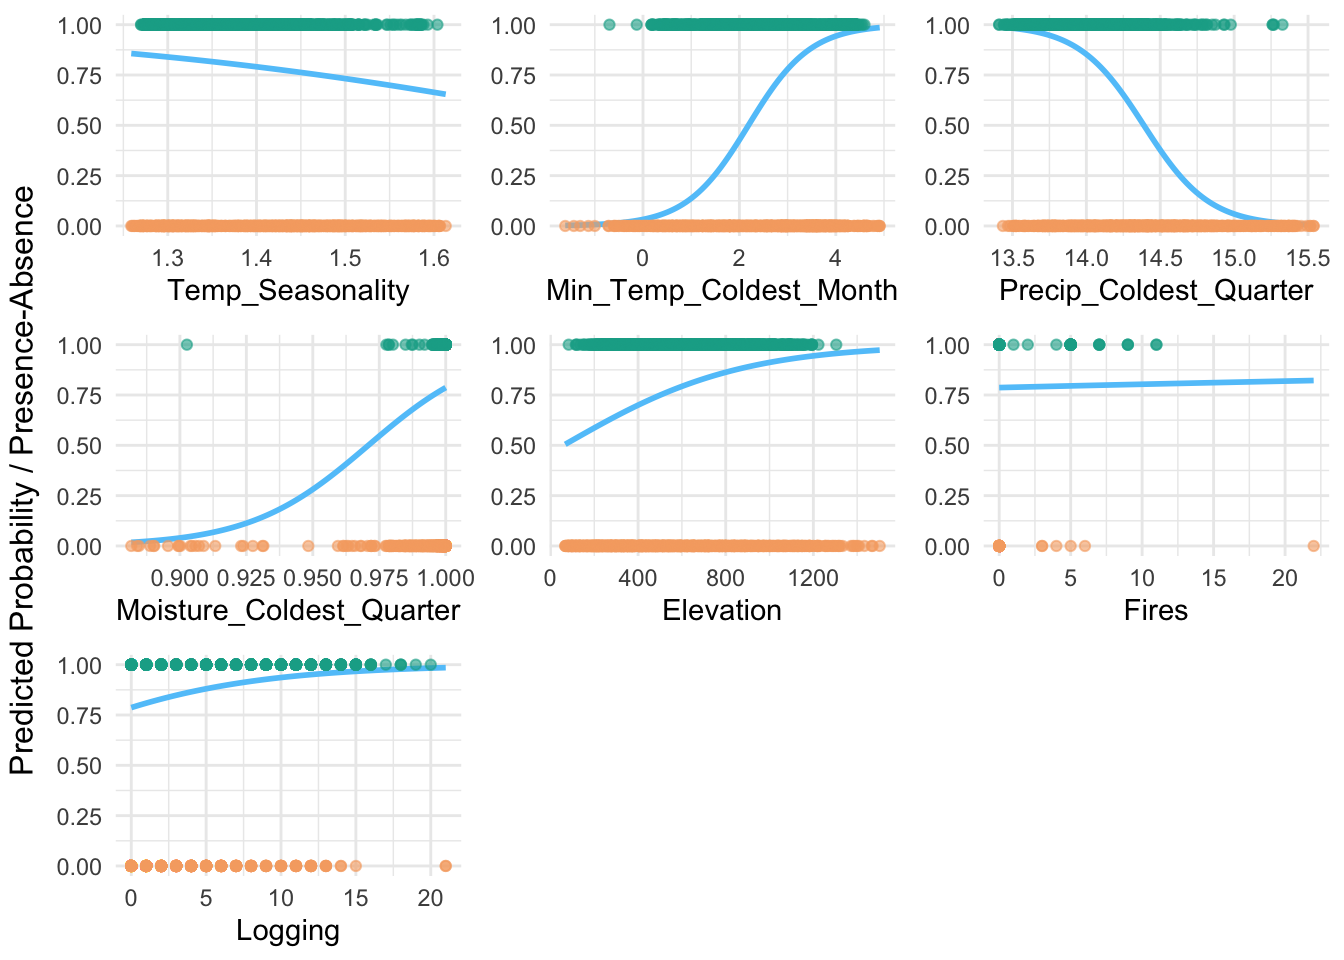 Predicted Probability / Presence-Absence
1.00
0.75
0.50
0.25
0.00
1.3 1.4 1.5 1.6
Temp_Seasonality
1.00
0.75
0.50
0.25
0.00
0 2 4
Min_Temp_Coldest_Month
1.00
0.75
0.50
0.25
0.00
13.5 14.0 14.5 15.0 15.5
Precip_Coldest_Quarter
1.00
0.75
0.50
0.25
0.00
0.900 0.925 0.950 0.975 1.000
Moisture_Coldest_Quarter
1.00
0.75
0.50
0.25
0.00
0 400 800 1200
Elevation
1.00
0.75
0.50
0.25
0.00
0 5 10 15 20
Fires
1.00
0.75
0.50
0.25
0.00
0 5 10 15 20
Logging